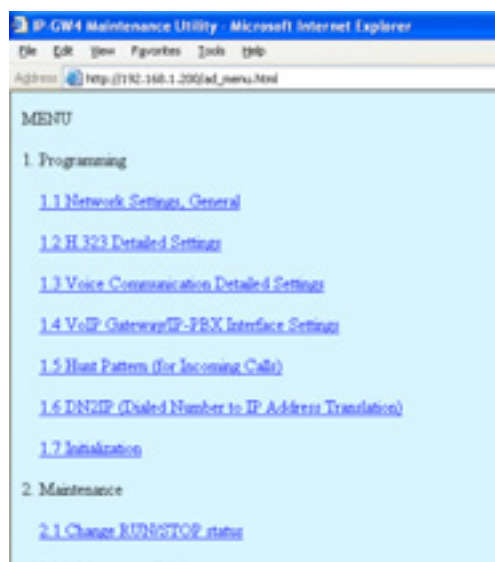 IP-GW4 Maintenance Utility - Microsoft Internet Explorer
File Edit View Favorites Tools Help
Address http://192.168.1.200/ad_menu.html
MENU
1. Programming
1.1 Network Settings, General
1.2 H.323 Detailed Settings
1.3 Voice Communication Detailed Settings
1.4 VoIP Gateway/IP-PBX Interface Settings
1.5 Hunt Pattern (for Incoming Calls)
1.6 DN2IP (Dialed Number to IP Address Translation)
1.7 Initialization
2. Maintenance
2.1 Change RUN/STOP status